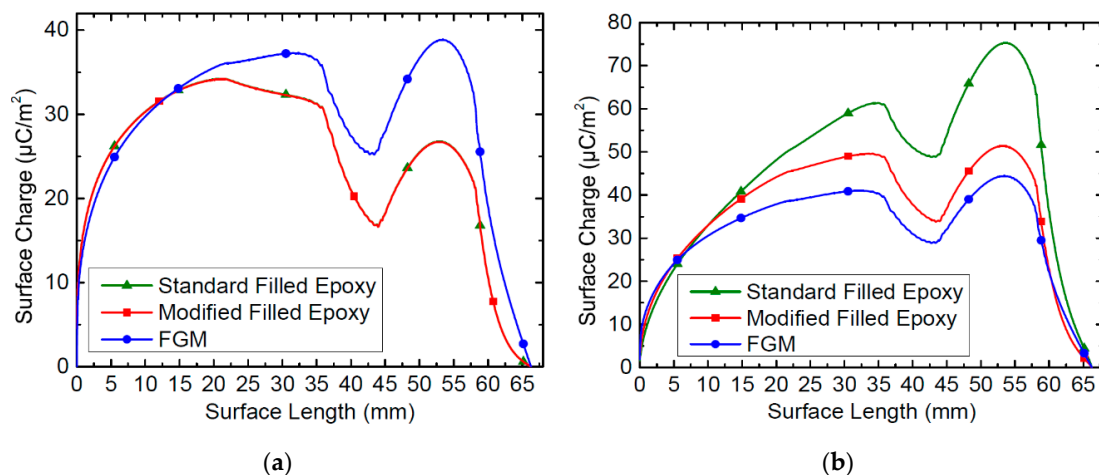 40
30
20
10
0
Surface Charge (µC/m²)
Standard Filled Epoxy
Modified Filled Epoxy
FGM
0 5 10 15 20 25 30 35 40 45 50 55 60 65
Surface Length (mm)
(a)
80
70
60
50
40
30
20
10
0
Surface Charge (µC/m²)
Standard Filled Epoxy
Modified Filled Epoxy
FGM
0 5 10 15 20 25 30 35 40 45 50 55 60 65
Surface Length (mm)
(b)